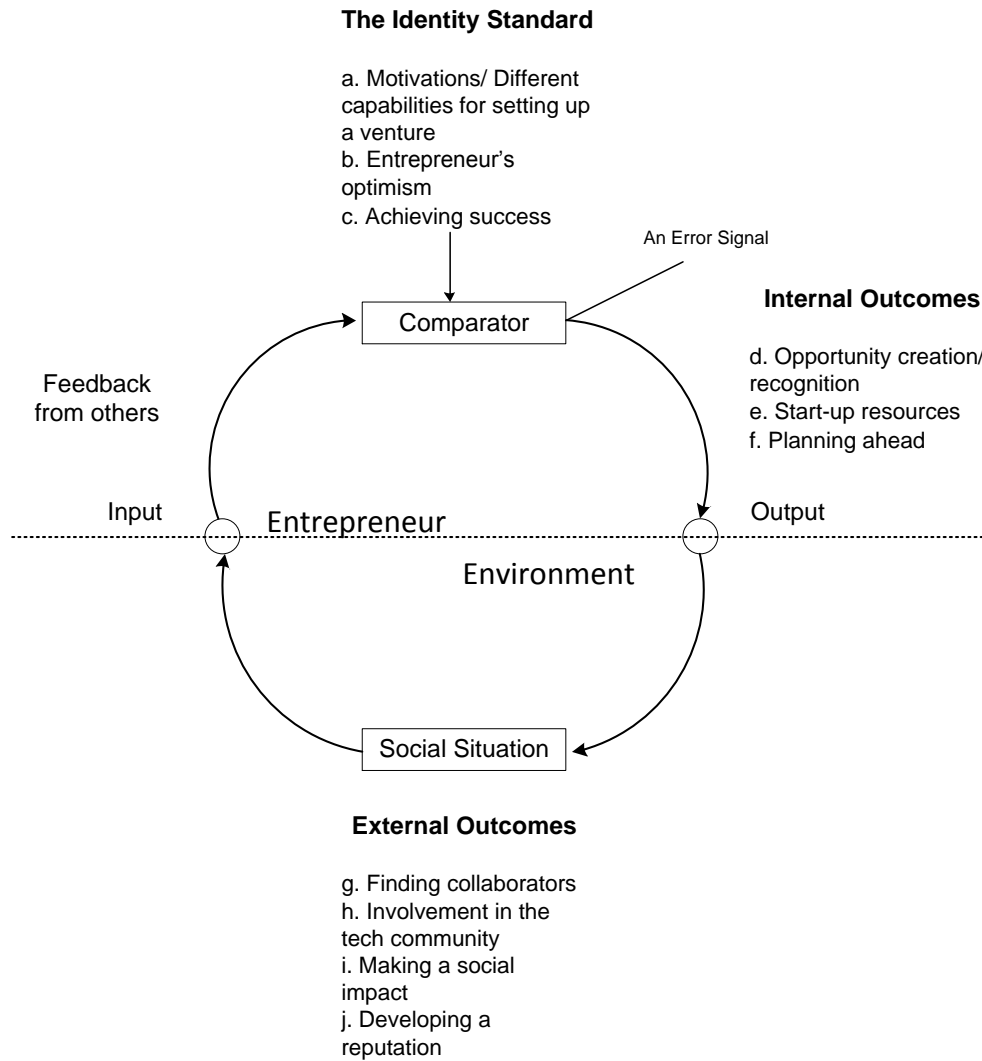 The Identity Standard
a. Motivations/ Different
capabilities for setting up
a venture
b. Entrepreneur’s
optimism
c. Achieving success
An Error Signal
Comparator
Internal Outcomes
d. Opportunity creation/
recognition
e. Start-up resources
f. Planning ahead
Feedback
from others
Input
Entrepreneur
Output
Environment
Social Situation
External Outcomes
g. Finding collaborators
h. Involvement in the
tech community
i. Making a social
impact
j. Developing a
reputation